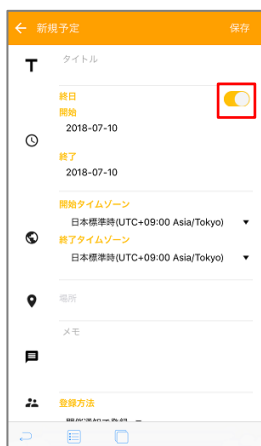 新規予定 保存
タイトル
終日
開始
2018-07-10
終了
2018-07-10
開始タイムゾーン
日本標準時(UTC+09:00 Asia/Tokyo)
終了タイムゾーン
日本標準時(UTC+09:00 Asia/Tokyo)
場所
メモ
登録方法